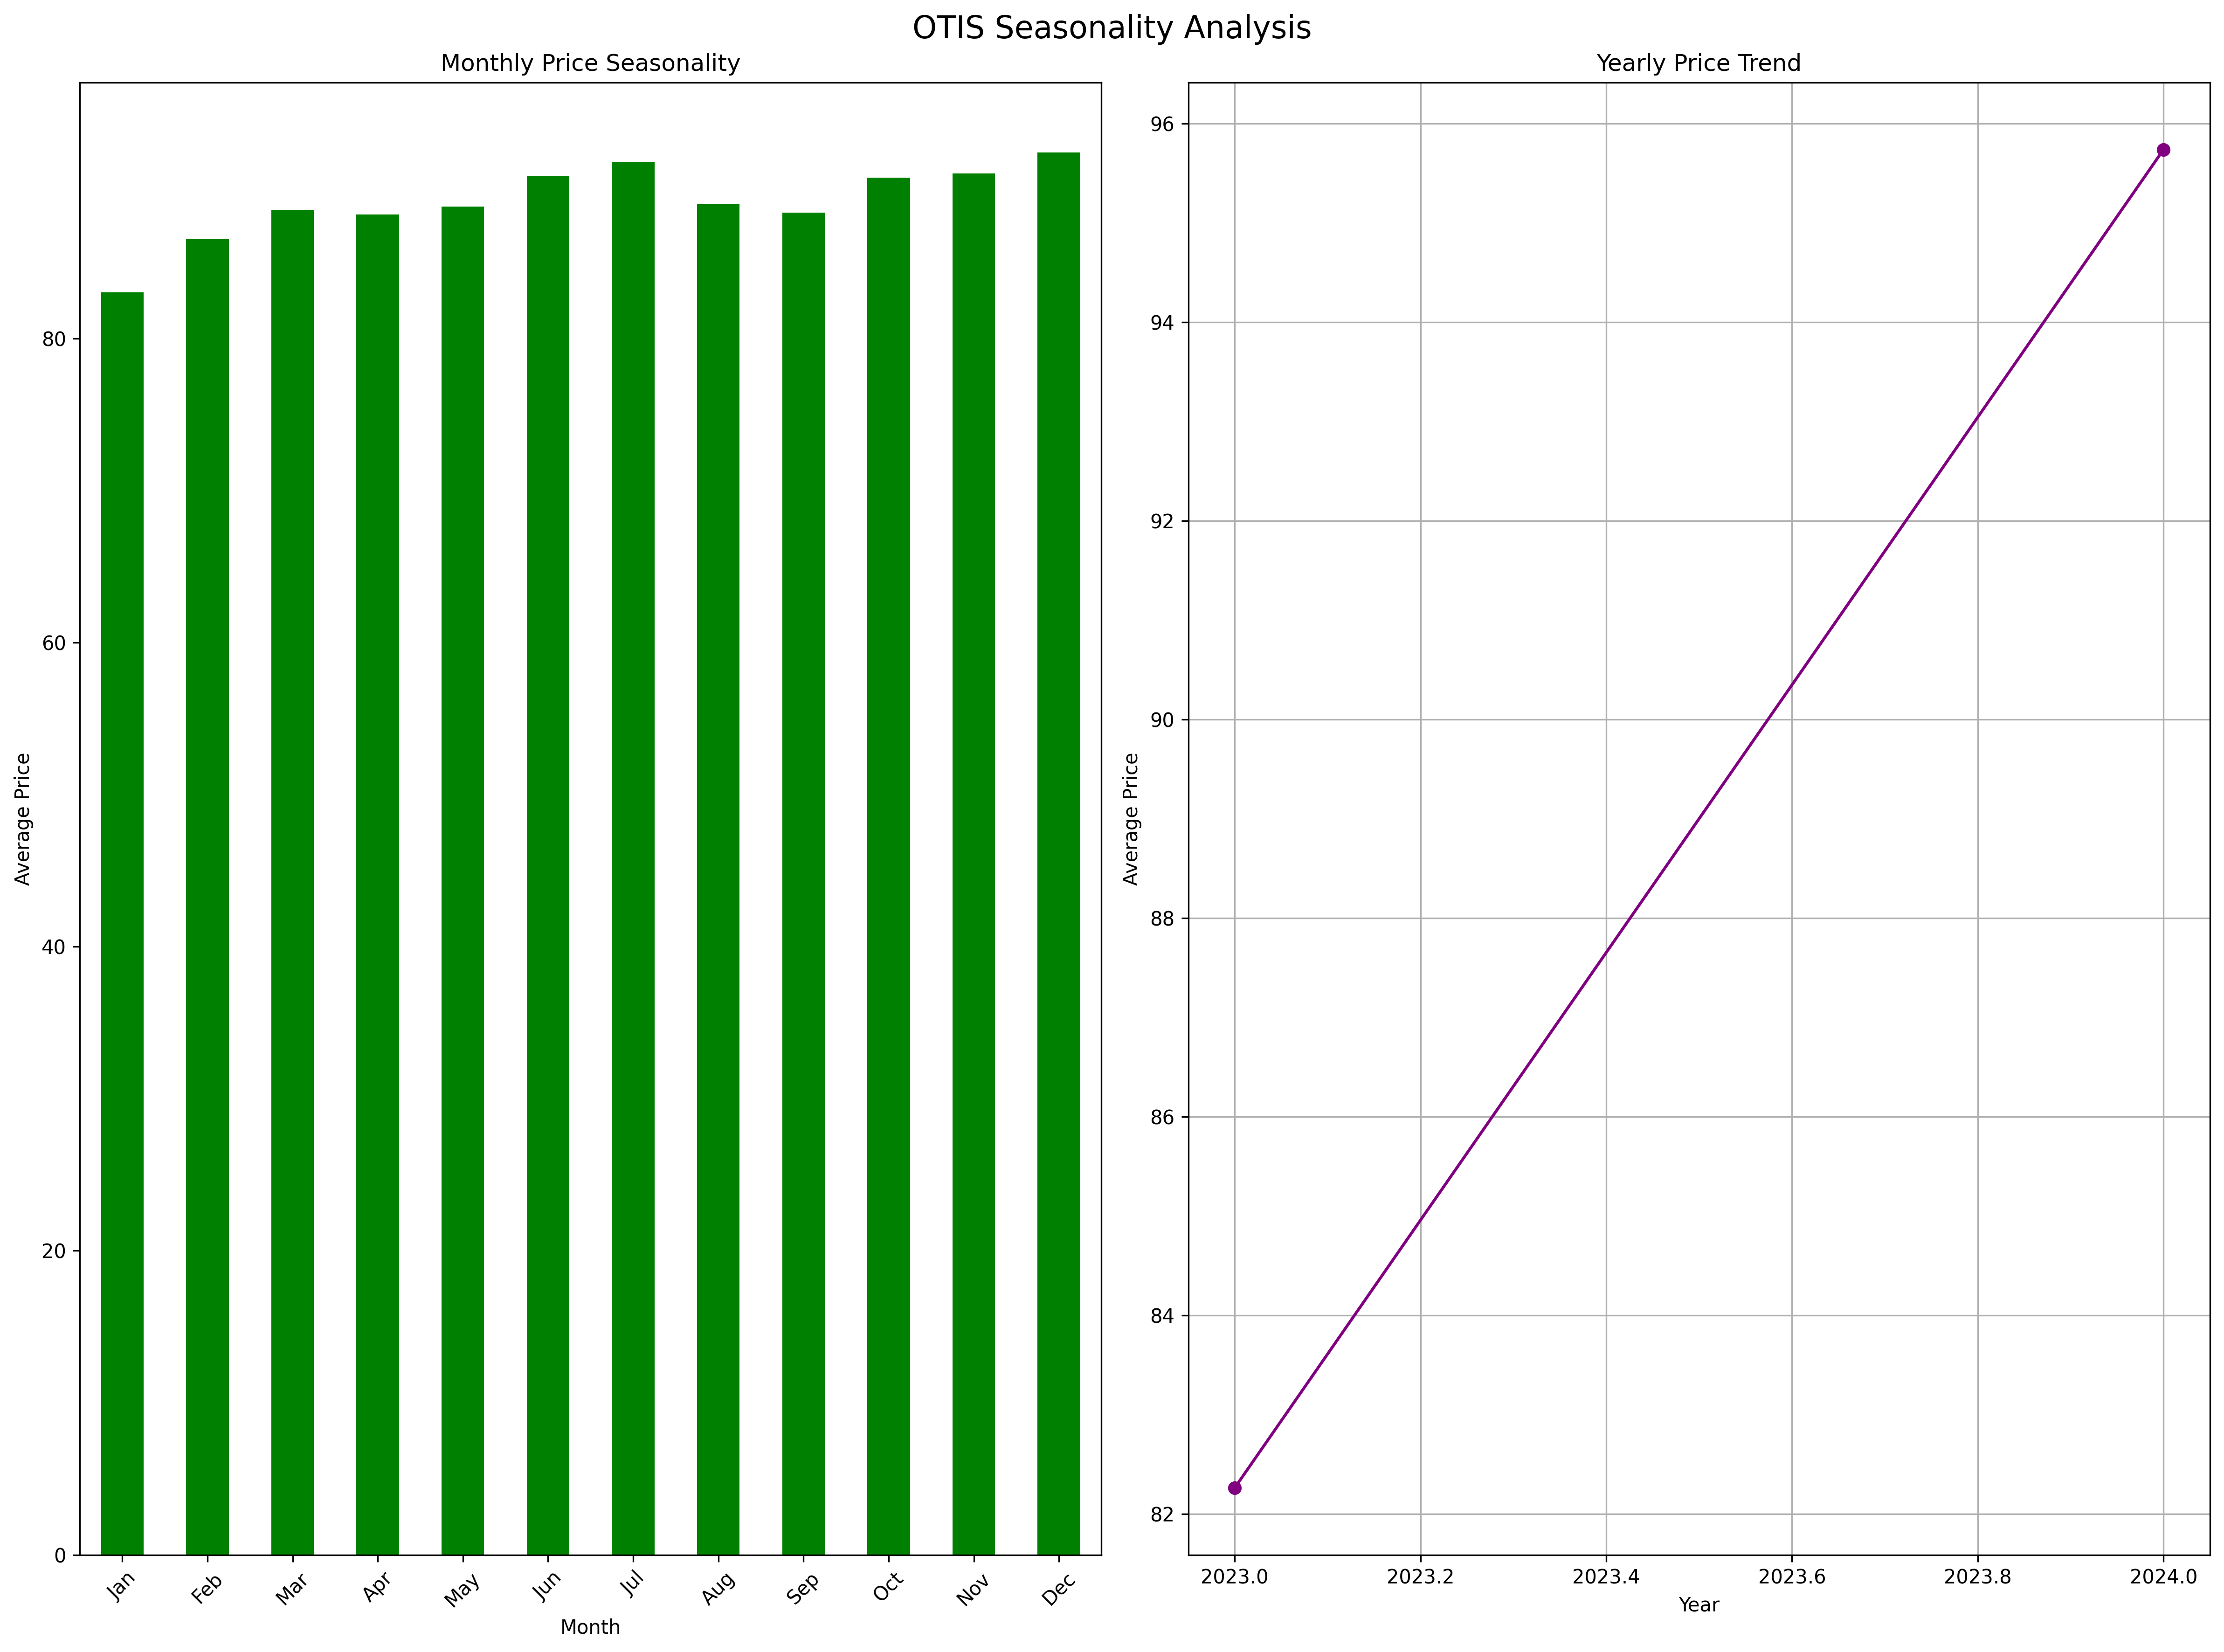 OTIS Seasonality Analysis
Monthly Price Seasonality
Average Price
80
60
40
20
0
Jan
Feb
Mar
Apr
May
Jun
Jul
Aug
Sep
Oct
Nov
Dec
Month
Yearly Price Trend
Average Price
96
94
92
90
88
86
84
82
2023.0
2023.2
2023.4
2023.6
2023.8
2024.0
Year